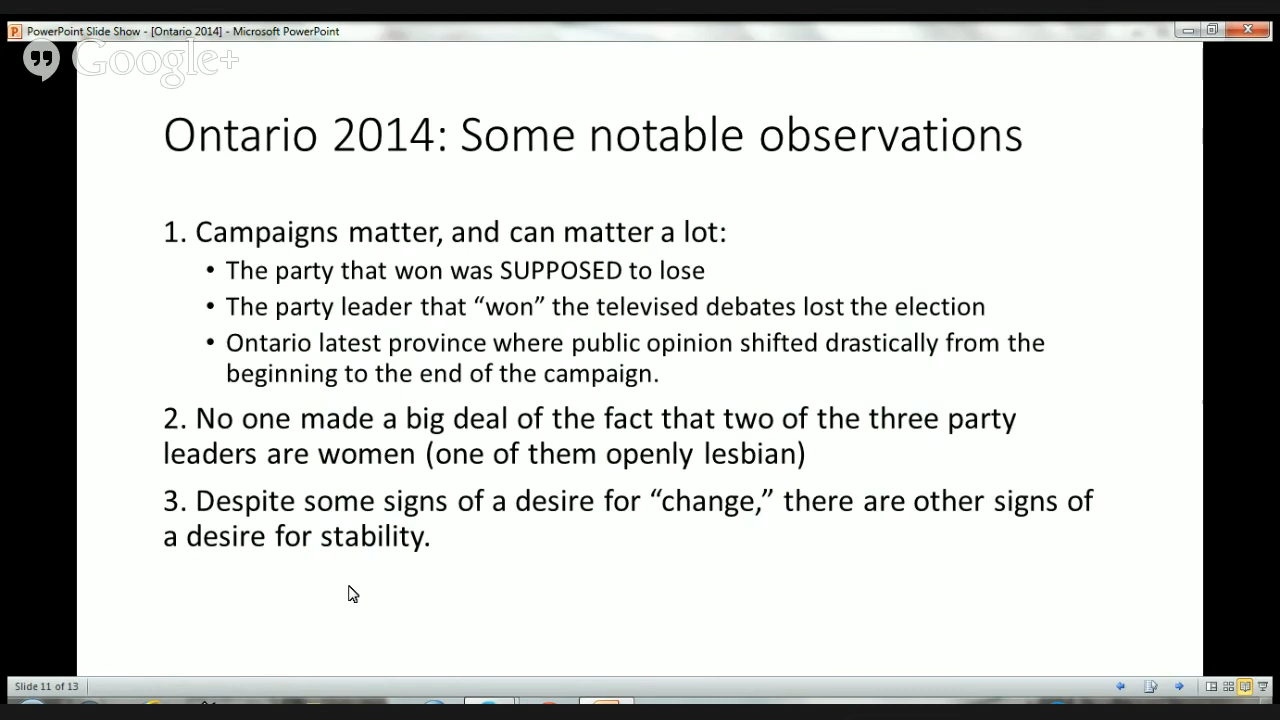 PowerPoint Slide Show - [Ontario 2014] - Microsoft PowerPoint
Google+
Ontario 2014: Some notable observations
1. Campaigns matter, and can matter a lot:
• The party that won was SUPPOSED to lose
• The party leader that “won” the televised debates lost the election
• Ontario latest province where public opinion shifted drastically from the
beginning to the end of the campaign.
2. No one made a big deal of the fact that two of the three party
leaders are women (one of them openly lesbian)
3. Despite some signs of a desire for “change,” there are other signs of
a desire for stability.
Slide 11 of 13